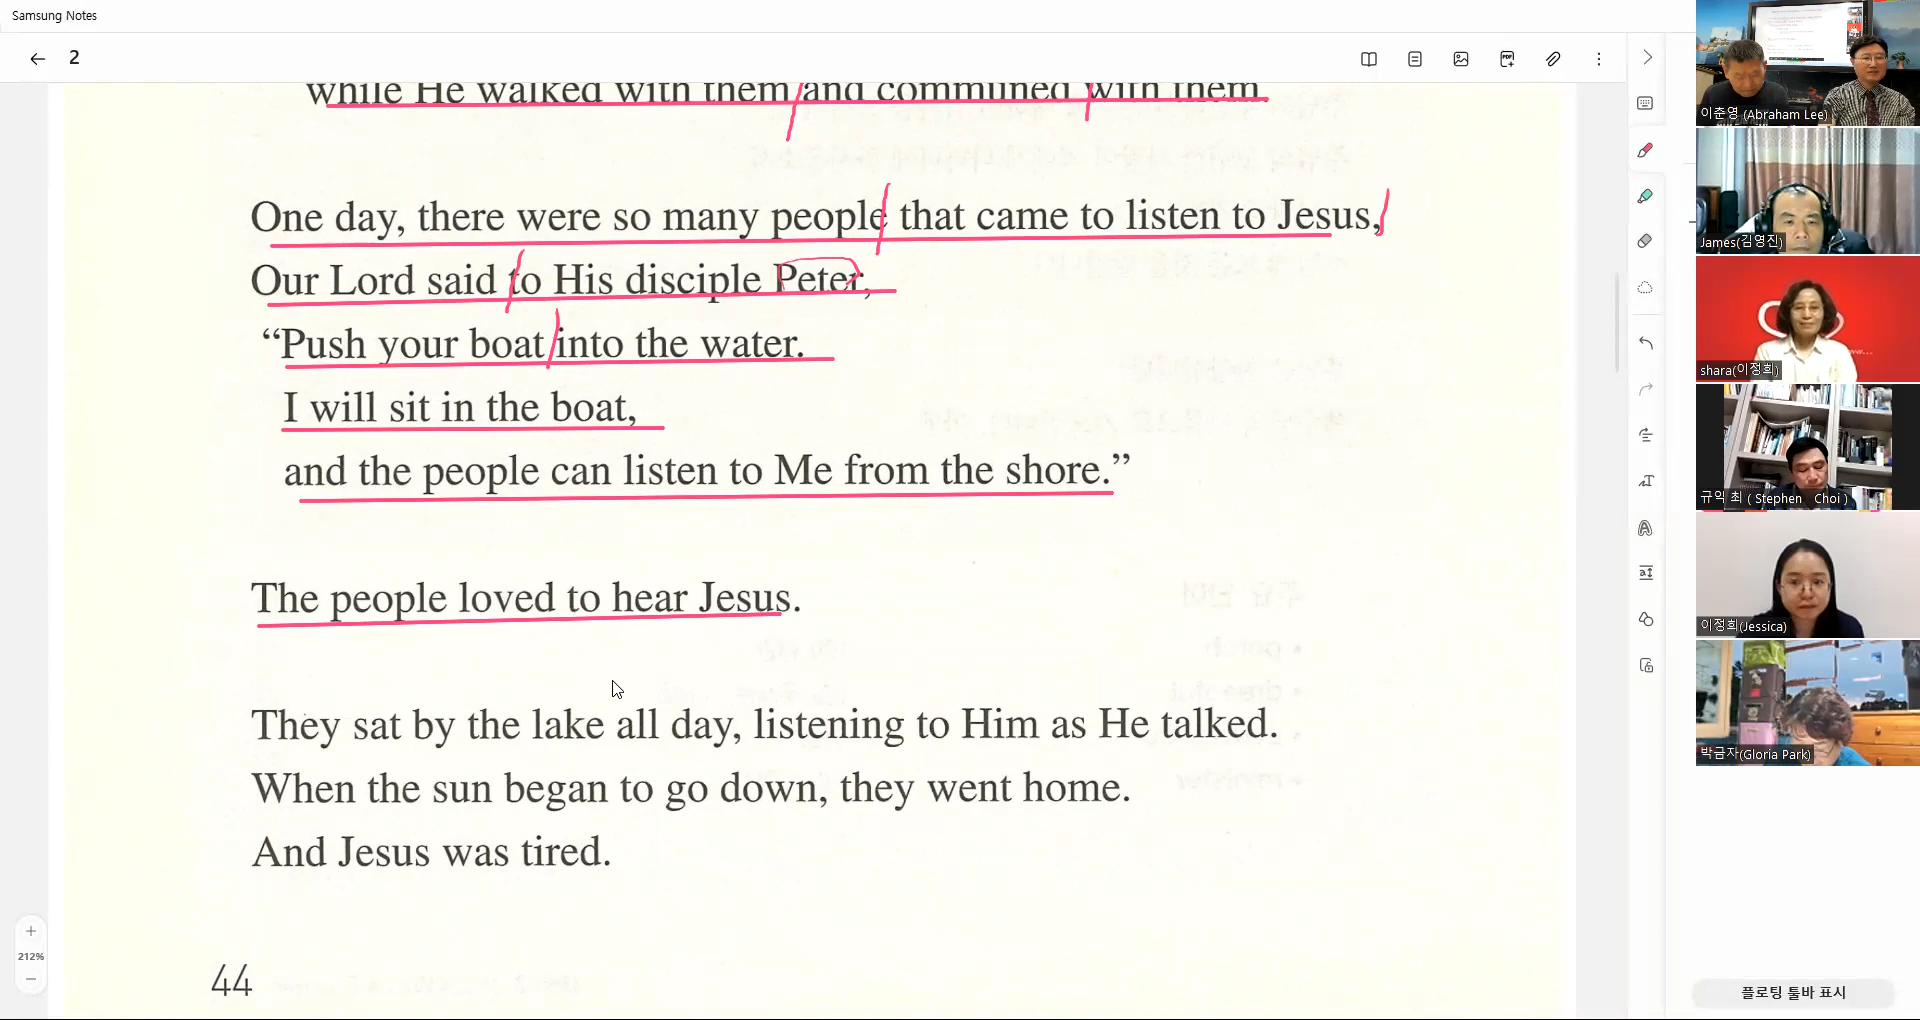 Samsung Notes
2
while He walked with them and communed with them.
One day, there were so many people that came to listen to Jesus,
Our Lord said to His disciple Peter,
“Push your boat into the water.
I will sit in the boat,
and the people can listen to Me from the shore.”
The people loved to hear Jesus.
They sat by the lake all day, listening to Him as He talked.
When the sun began to go down, they went home.
And Jesus was tired.
44
212%
이춘영 (Abraham Lee)
James(김영진)
shara(이정희)
규익 최 ( Stephen Choi )
이정희(Jessica)
박금자(Gloria Park)
플로팅 툴바 표시